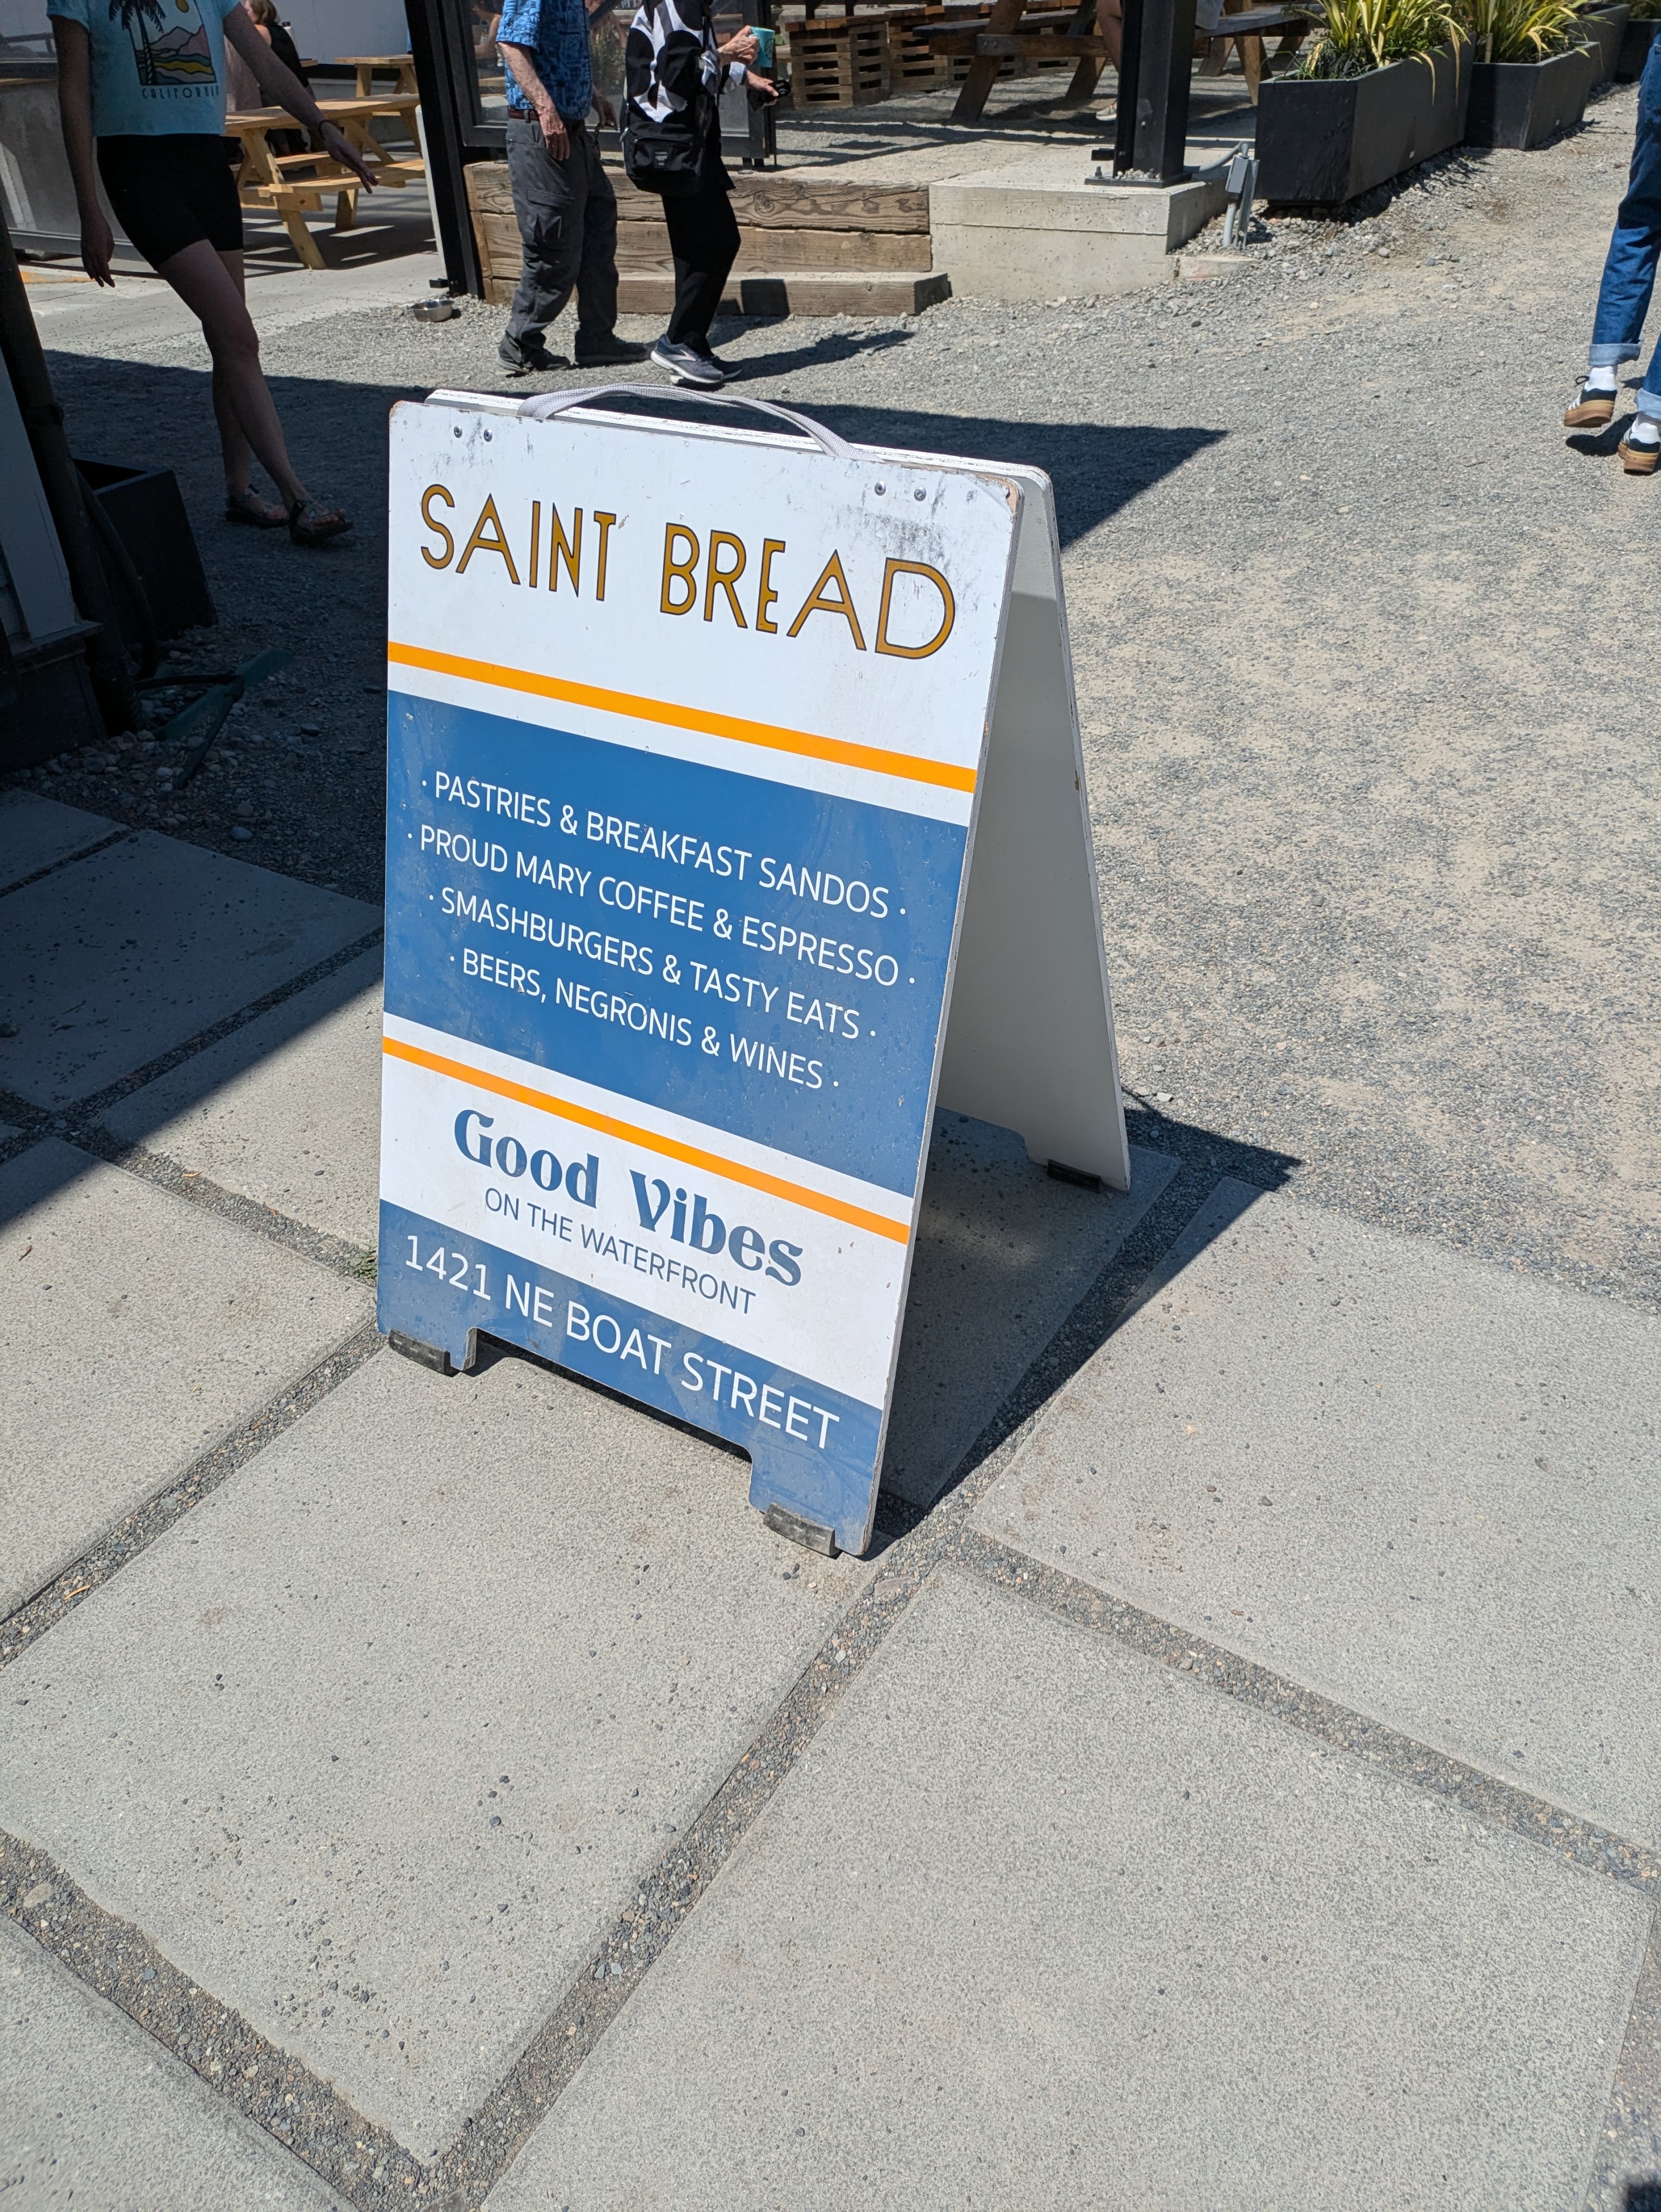 CALIFORNIA
SAINT BREAD
· PASTRIES & BREAKFAST SANDOS ·
· PROUD MARY COFFEE & ESPRESSO ·
· SMASHBURGERS & TASTY EATS ·
· BEERS, NEGRONIS & WINES ·
Good Vibes
ON THE WATERFRONT
1421 NE BOAT STREET